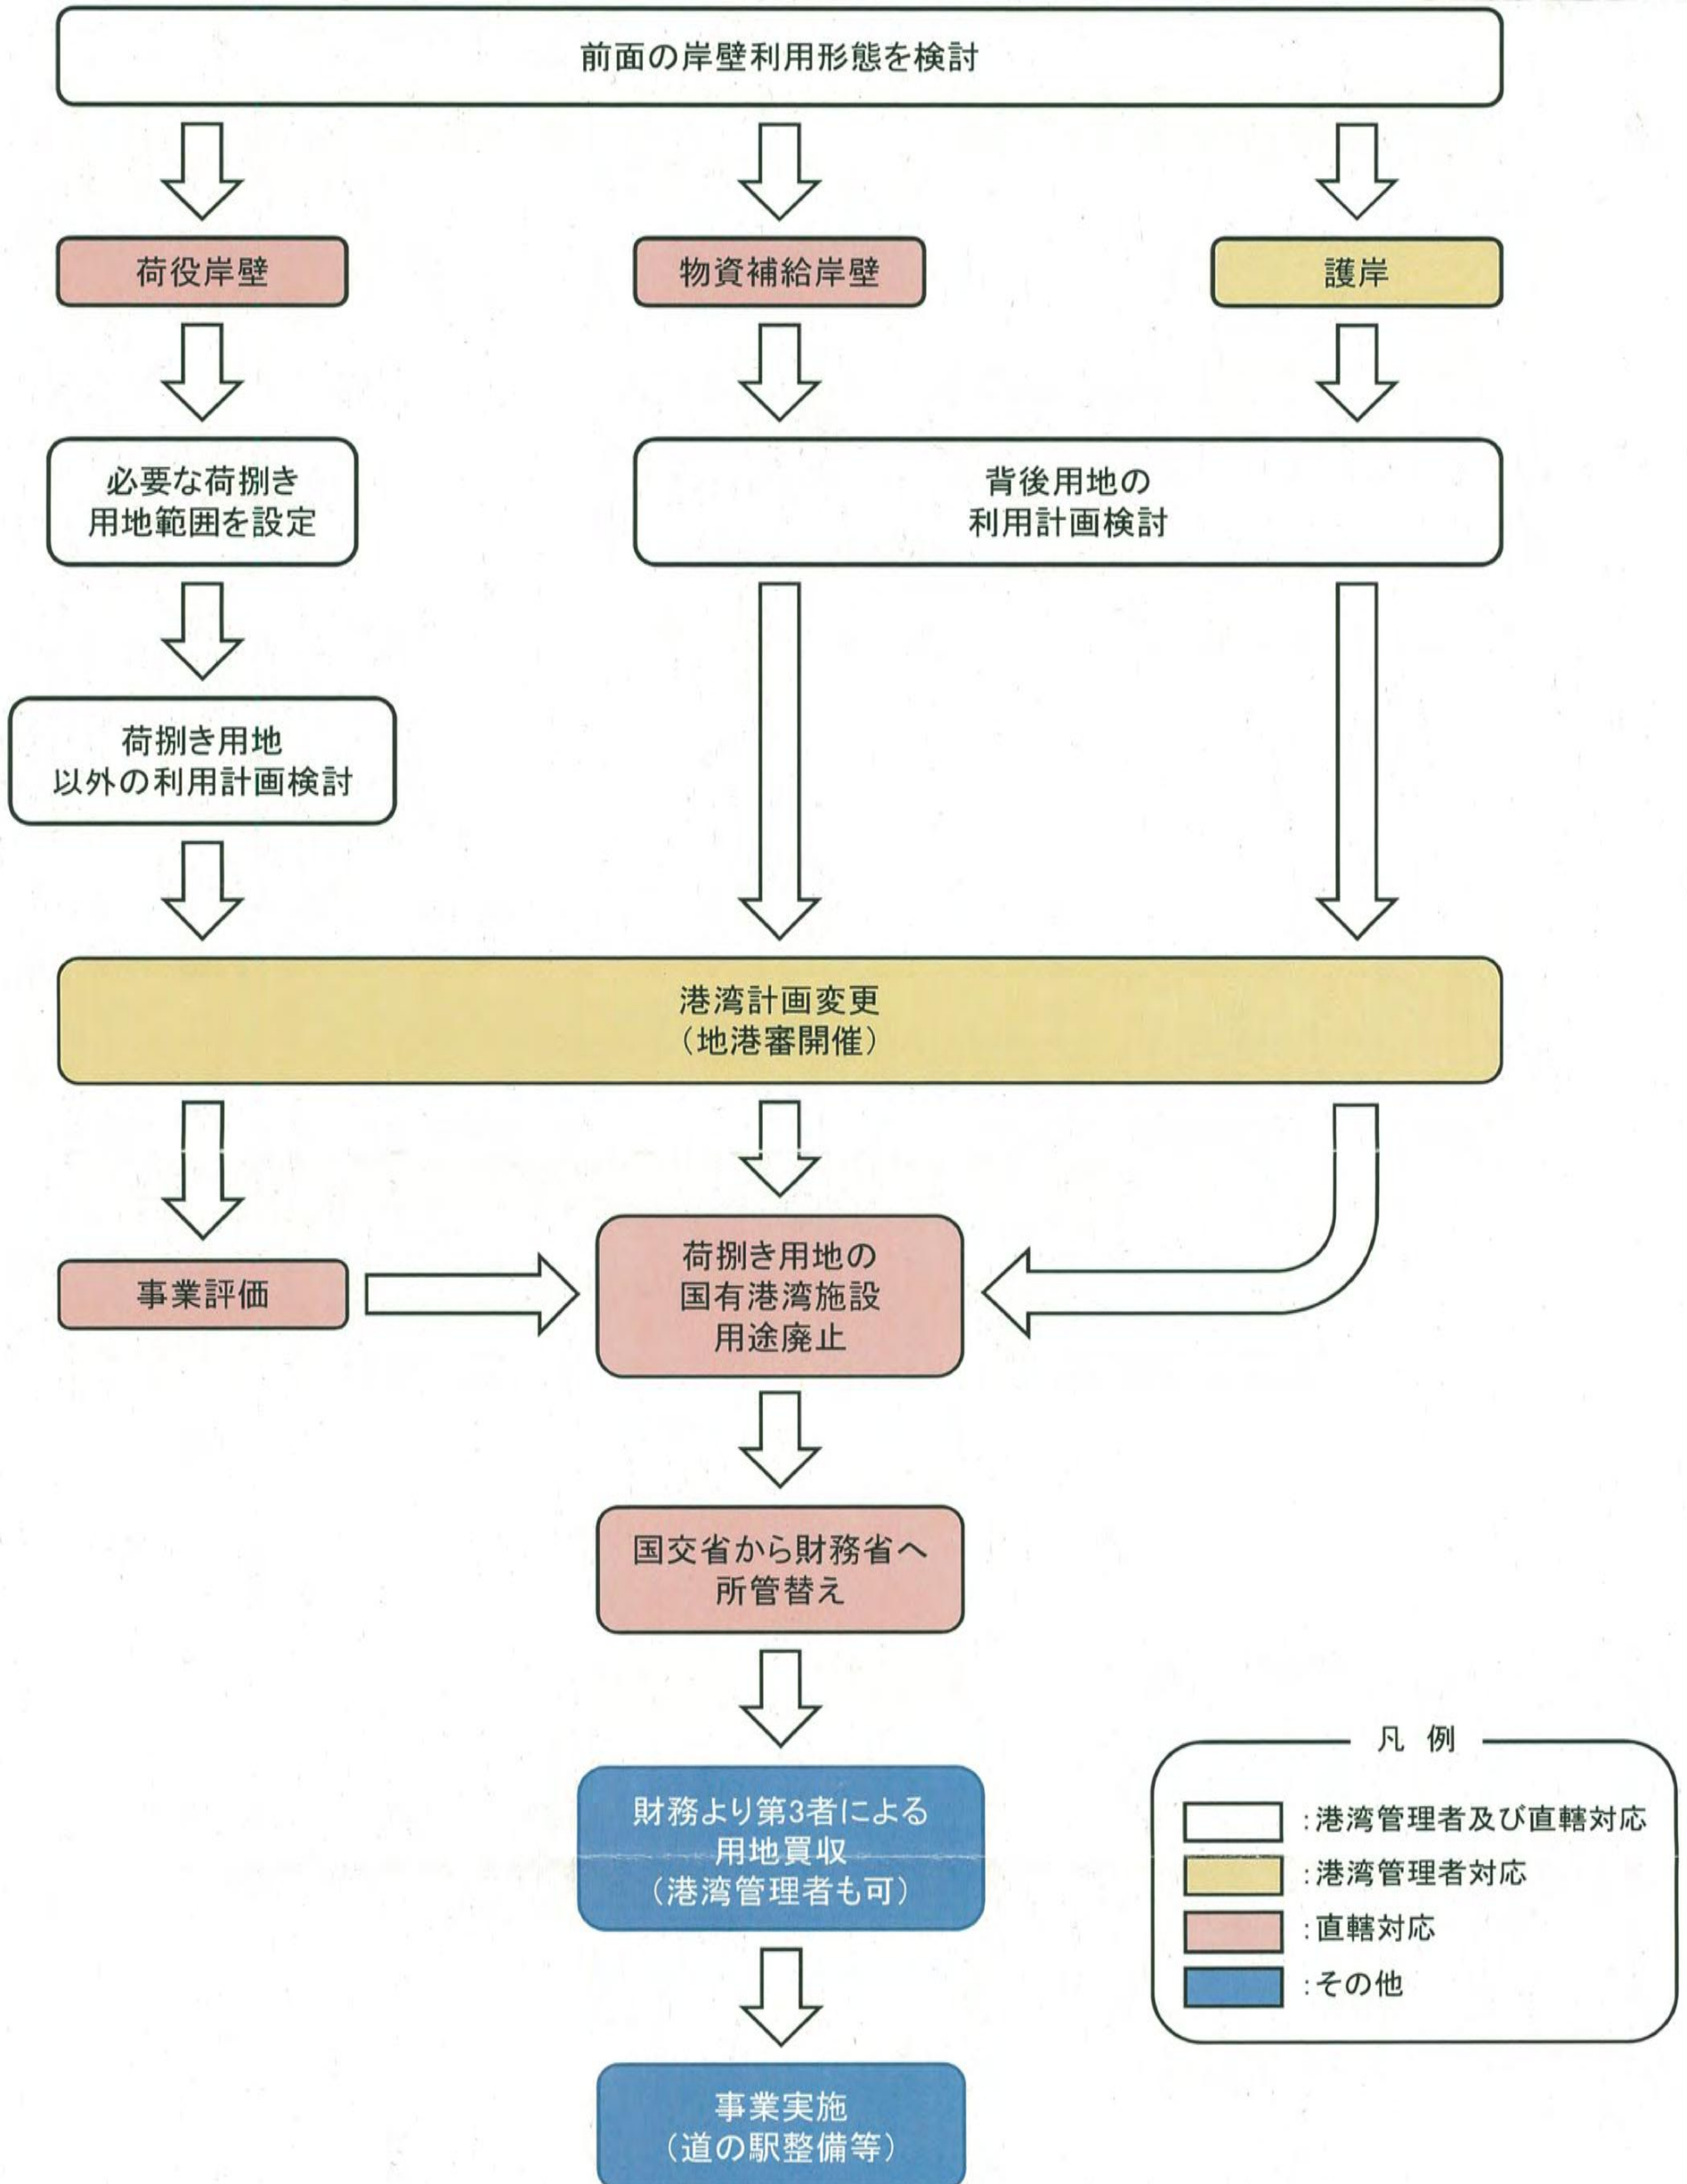 前面の岸壁利用形態を検討
荷役岸壁
物資補給岸壁
護岸
必要な荷捌き
用地範囲を設定
背後用地の
利用計画検討
荷捌き用地
以外の利用計画検討
港湾計画変更
（地港審開催）
事業評価
荷捌き用地の
国有港湾施設
用途廃止
国交省から財務省へ
所管替え
財務より第3者による
用地買収
（港湾管理者も可）
事業実施
（道の駅整備等）
凡 例
:港湾管理者及び直轄対応
:港湾管理者対応
:直轄対応
:その他